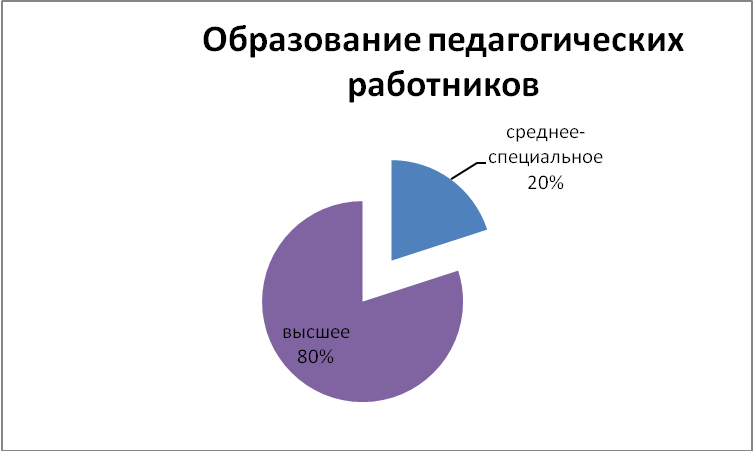 Образование педагогических
работников
среднее-
специальное
20%
высшее
80%